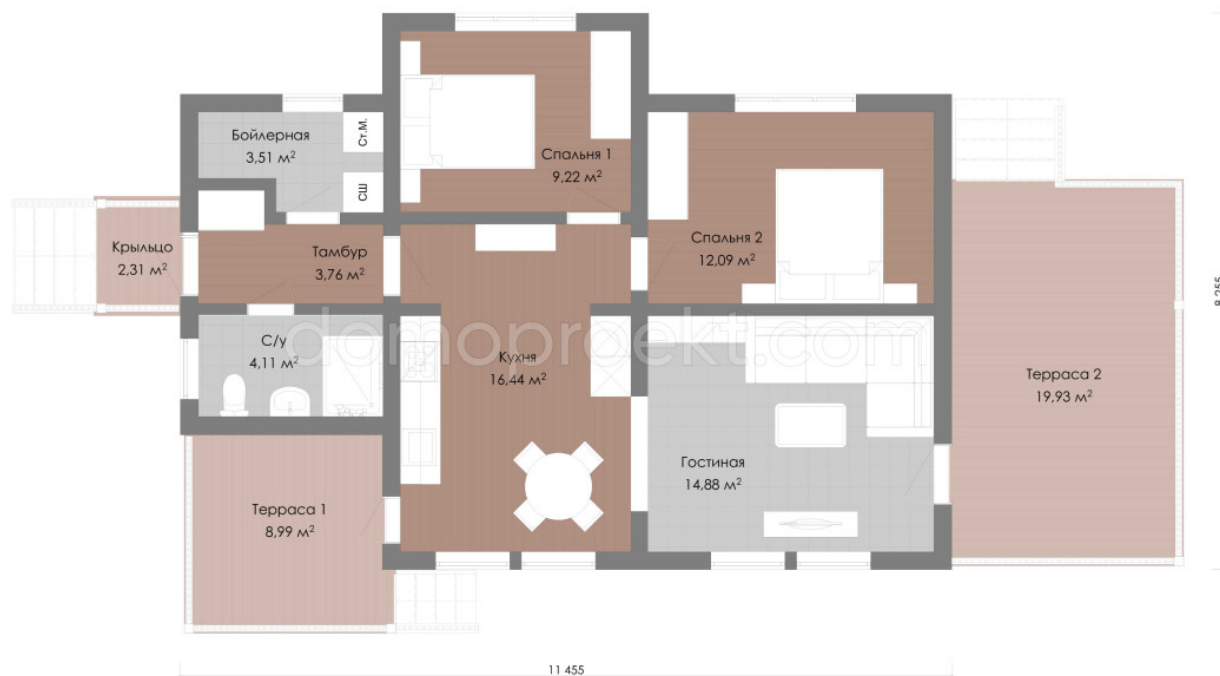 Бойлерная
3,51 м²
Ст.М.
СШ
Спальня 1
9,22 м²
Крыльцо
2,31 м²
Тамбур
3,76 м²
Спальня 2
12,09 м²
С/у
4,11 м²
domoproekt.com
Кухня
16,44 м²
Терраса 2
19,93 м²
Гостиная
14,88 м²
Терраса 1
8,99 м²
11 455